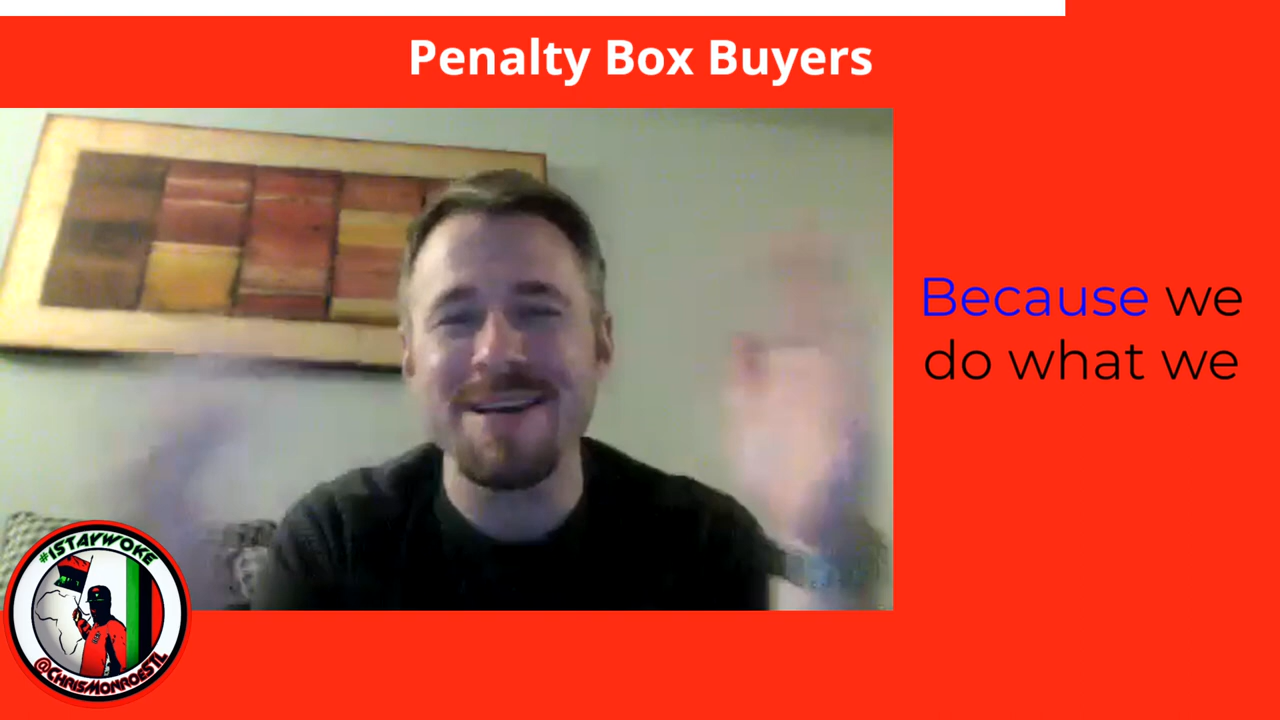 Penalty Box Buyers
Because we
do what we
#ISTAYWOKE
@CHRISMONROESTL